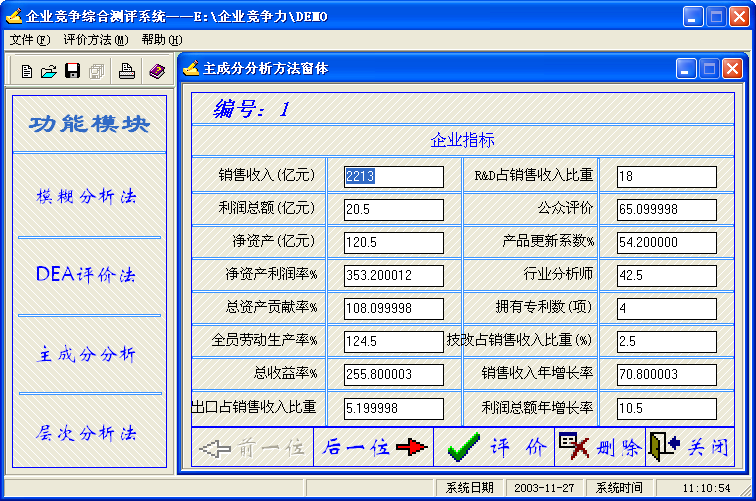 企业竞争综合测评系统——E:\企业竞争力\DEMO
文件(F) 评价方法(M) 帮助(H)
主成分分析方法窗体
功能模块
模糊分析法
DEA评价法
主成分分析
层次分析法
编号：1
企业指标
销售收入(亿元) 2213 R&D占销售收入比重 18
利润总额(亿元) 20.5 公众评价 65.099998
净资产(亿元) 120.5 产品更新系数% 54.200000
净资产利润率% 353.200012 行业分析师 42.5
总资产贡献率% 108.099998 拥有专利数(项) 4
全员劳动生产率% 124.5 技改占销售收入比重(%) 2.5
总收益率% 255.800003 销售收入年增长率 70.800003
出口占销售收入比重 5.199998 利润总额年增长率 10.5
前一位 后一位 评 价 删除 关闭
系统日期 2003-11-27 系统时间 11:10:54